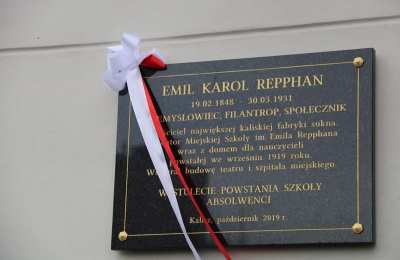 EMIL KAROL REPPHAN
19.02.1848 - 30.03.1931
EMYSŁOWIEC, FILANTROP, SPOŁECZNIK
ciciel największej kaliskiej fabryki sukna.
tor Miejskiej Szkoły im Emila Repphana
wraz z domem dla nauczycieli
powstałej we wrześniu 1919 roku.
budowę teatru i szpitala miejskiego.
W STULECIE POWSTANIA SZKOŁY
ABSOLWENCI
Kalisz, październik 2019 r.